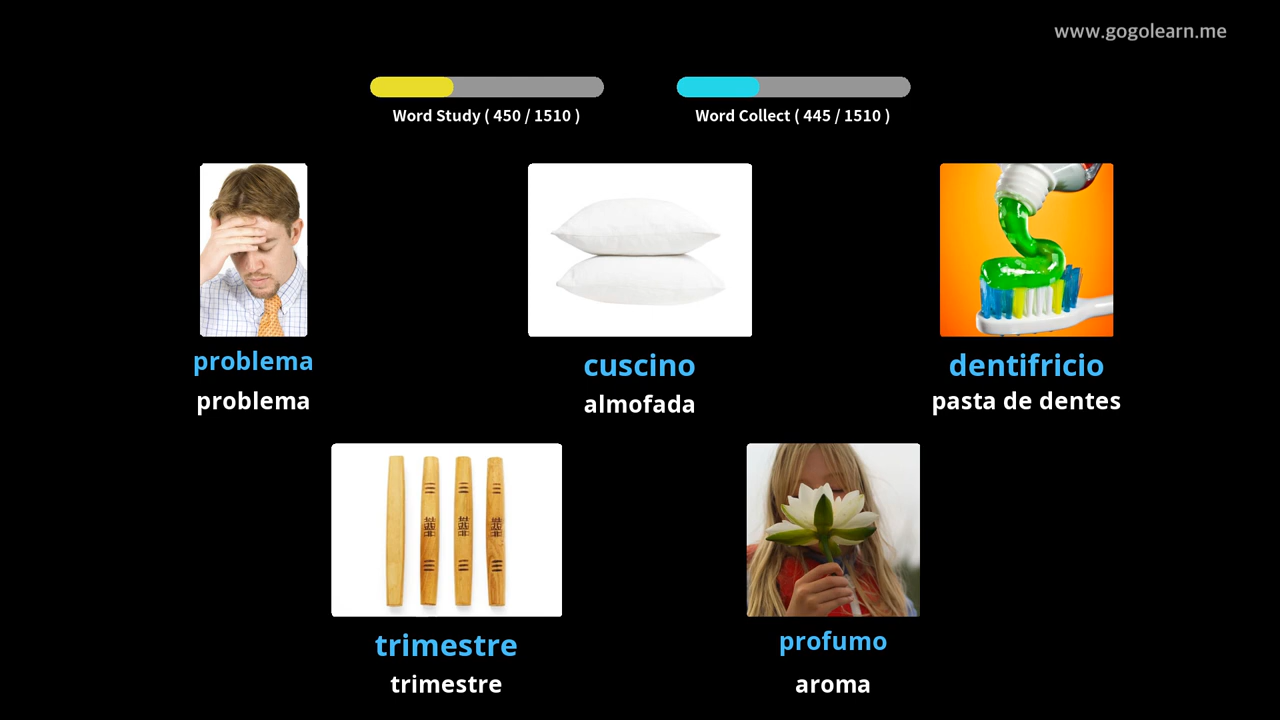 www.gogolearn.me
Word Study ( 450 / 1510 )
Word Collect ( 445 / 1510 )
problema
problema
cuscino
almofada
dentifricio
pasta de dentes
trimestre
trimestre
profumo
aroma